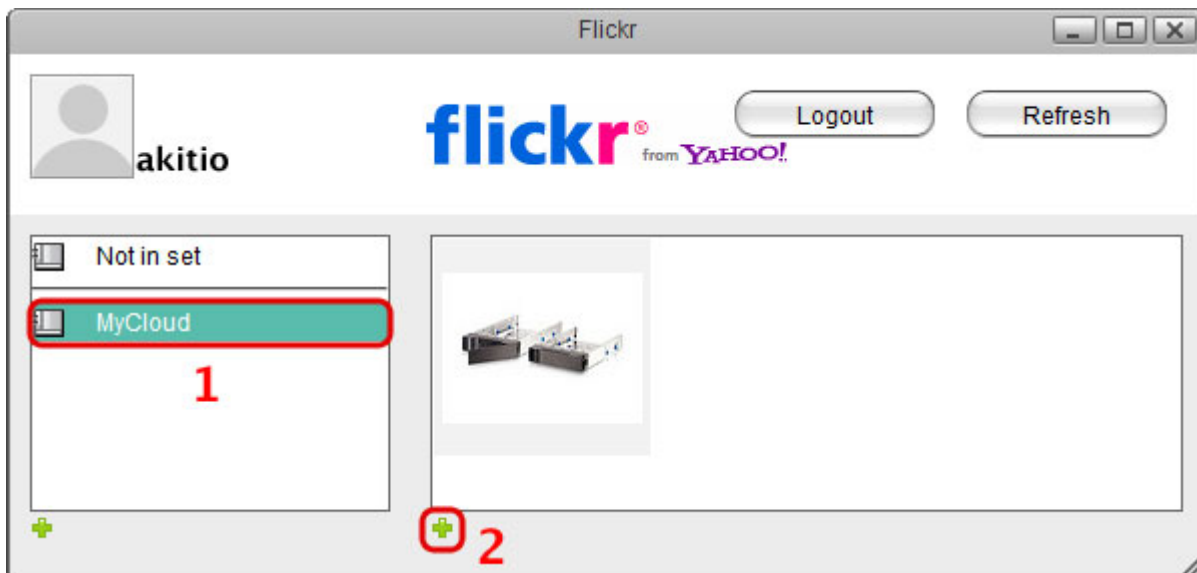 Flickr
akitio
flickr® from YAHOO!
Logout
Refresh
Not in set
MyCloud
1
2